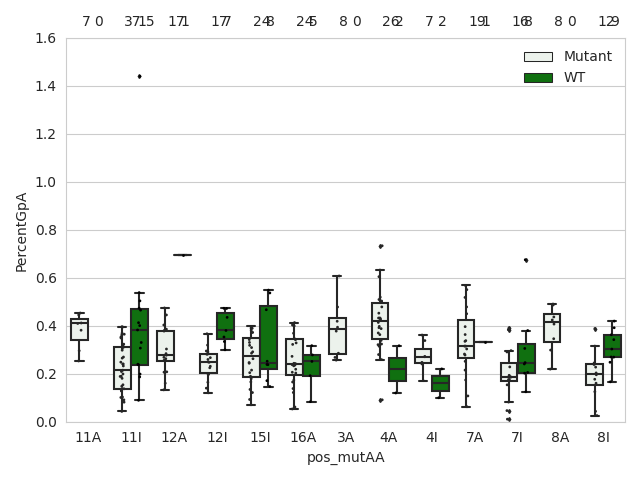 7 0 37 15 17 1 17 7 24 8 24 5 8 0 26 2 7 2 19 1 16 8 8 0 12 9
1.6
Mutant
WT
1.4
1.2
1.0
0.8
0.6
0.4
0.2
0.0
PercentGpA
11A 11I 12A 12I 15I 16A 3A 4A 4I 7A 7I 8A 8I
pos_mutAA